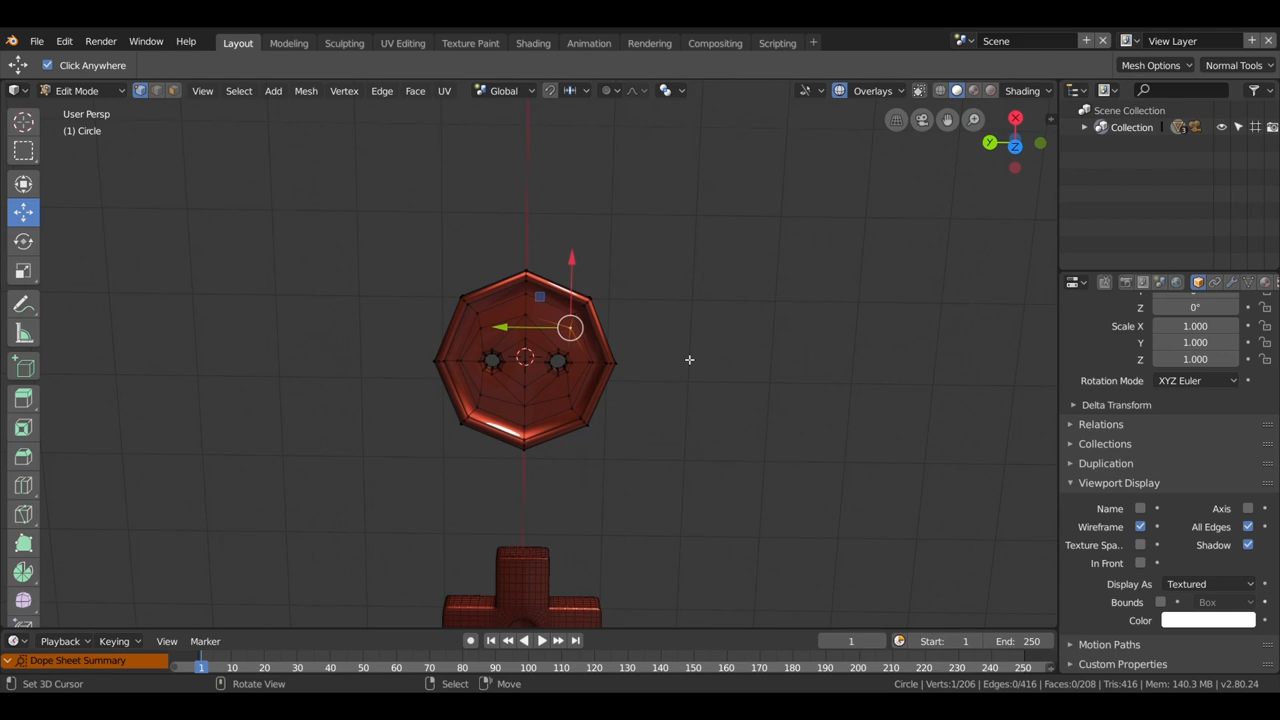 File Edit Render Window Help Layout Modeling Sculpting UV Editing Texture Paint Shading Animation Rendering Compositing Scripting Scene View Layer
Click Anywhere Mesh Options Normal Tools
Edit Mode View Select Add Mesh Vertex Edge Face UV Global Overlays Shading
User Persp
(1) Circle
X
Y
Z
Scene Collection
Collection 3
Z 0°
Scale X 1.000
Y 1.000
Z 1.000
Rotation Mode XYZ Euler
Delta Transform
Relations
Collections
Duplication
Viewport Display
Name Axis
Wireframe All Edges
Texture Spa.. Shadow
In Front
Display As Textured
Bounds Box
Color
Motion Paths
Custom Properties
Playback Keying View Marker 1 Start: 1 End: 250
Dope Sheet Summary 1 10 20 30 40 50 60 70 80 90 100 110 120 130 140 150 160 170 180 190 200 210 220 230 240 250
Set 3D Cursor Rotate View Select Move Circle | Verts:1/206 | Edges:0/416 | Faces:0/208 | Tris:416 | Mem: 140.3 MB | v2.80.24